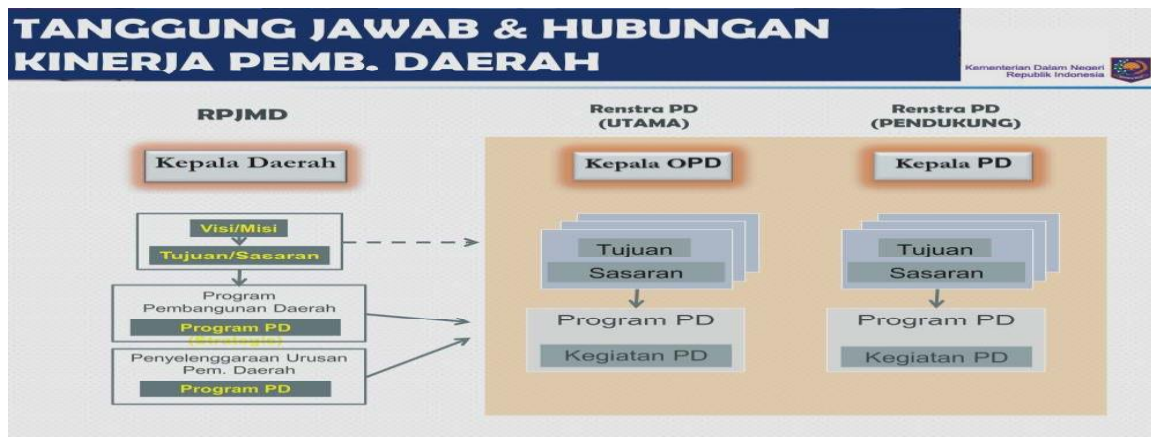 TANGGUNG JAWAB & HUBUNGAN
KINERJA PEMB. DAERAH
Kementerian Dalam Negeri
Republik Indonesia
RPJMD
Kepala Daerah
Visi/Misi
Tujuan/Sasaran
Program
Pembangunan Daerah
Program PD
(Strategis)
Penyelenggaraan Urusan
Pem. Daerah
Program PD
Renstra PD
(UTAMA)
Kepala OPD
Tujuan
Sasaran
Program PD
Kegiatan PD
Renstra PD
(PENDUKUNG)
Kepala PD
Tujuan
Sasaran
Program PD
Kegiatan PD